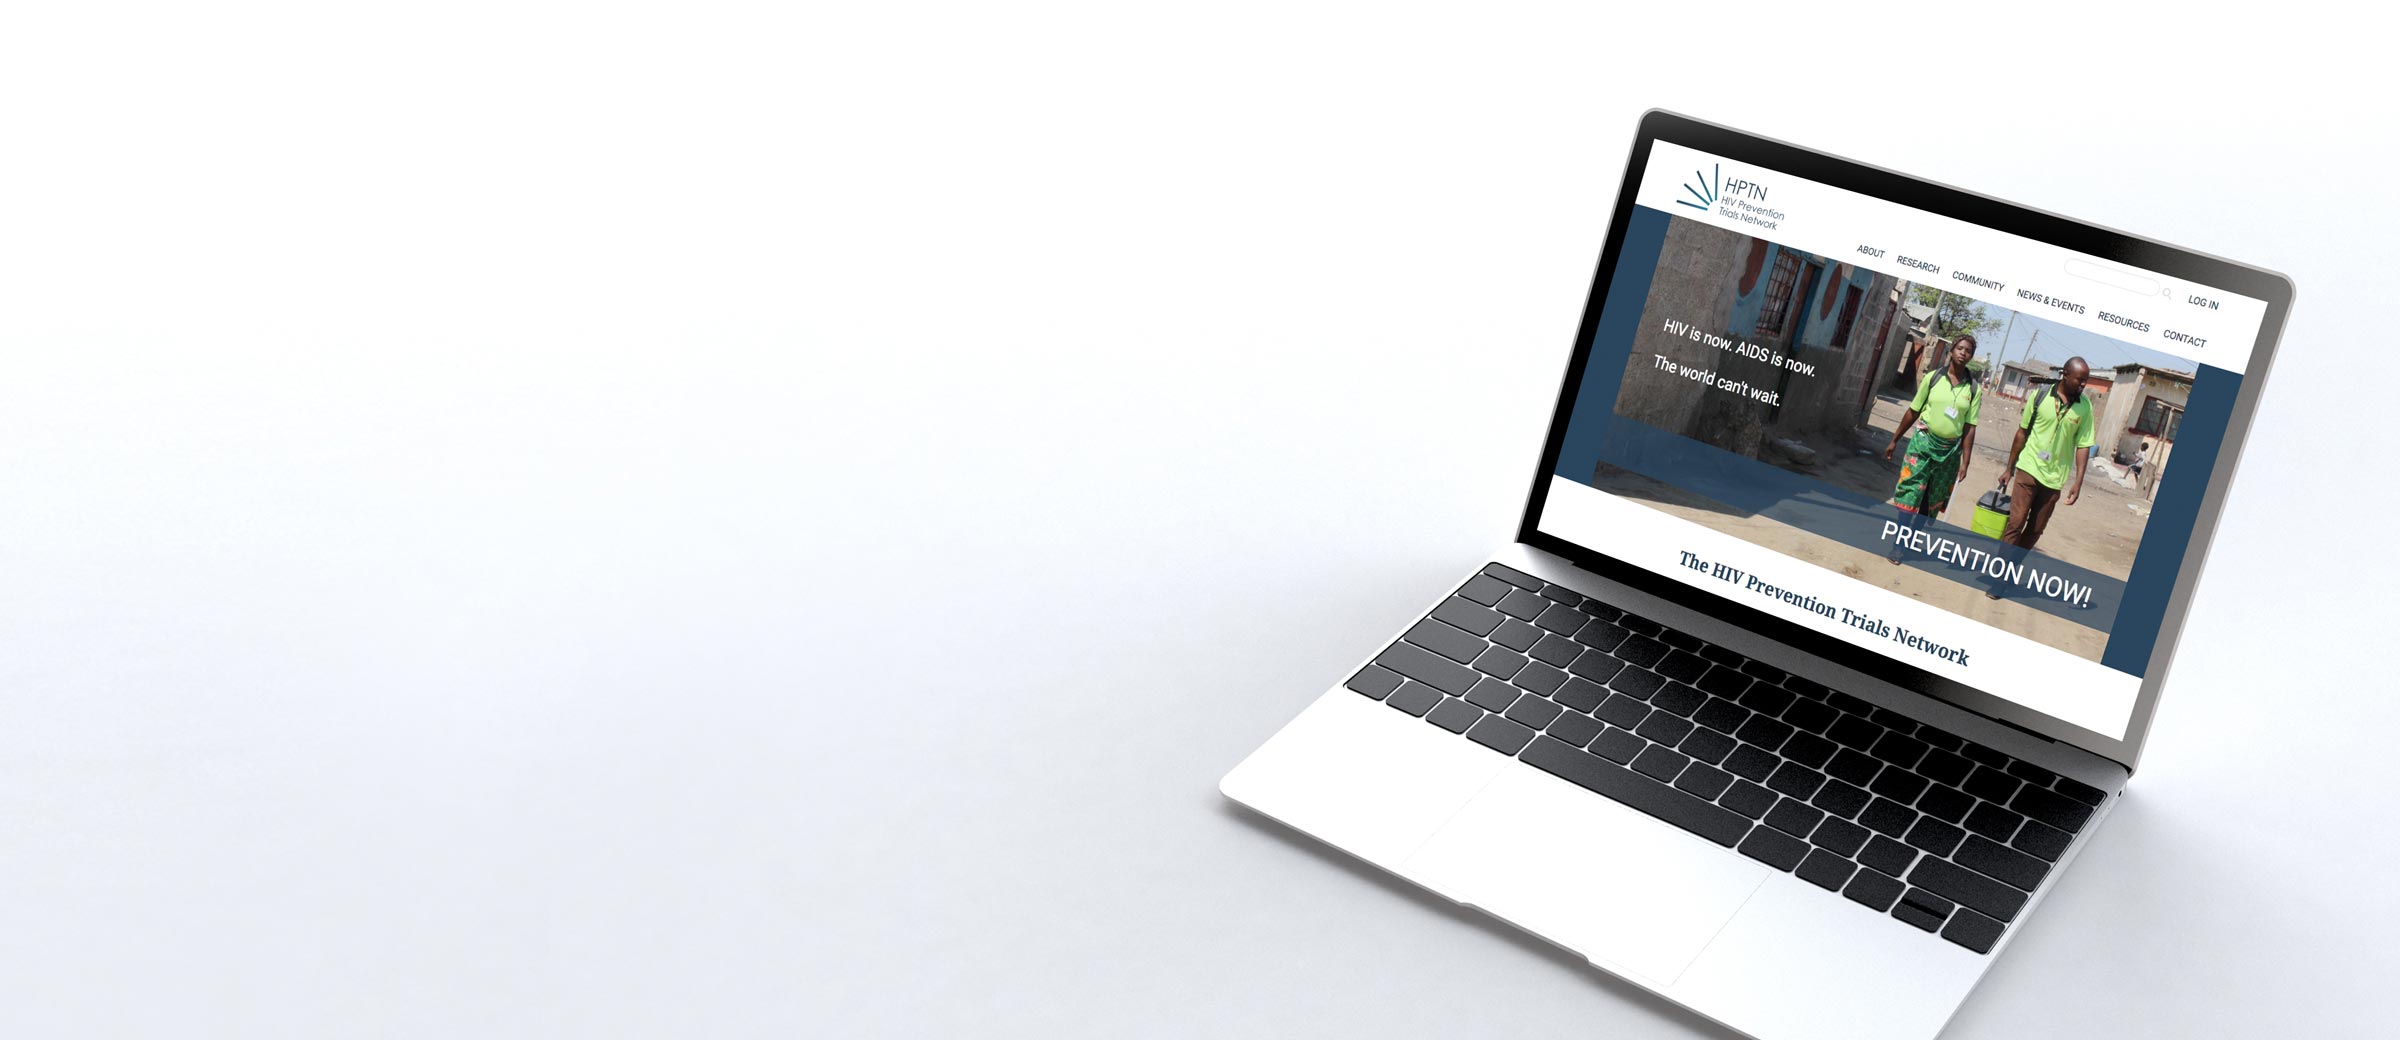 HPTN
HIV Prevention
Trials Network
LOG IN
ABOUT RESEARCH COMMUNITY NEWS & EVENTS RESOURCES CONTACT
HIV is now. AIDS is now.
The world can't wait.
PREVENTION NOW!
The HIV Prevention Trials Network